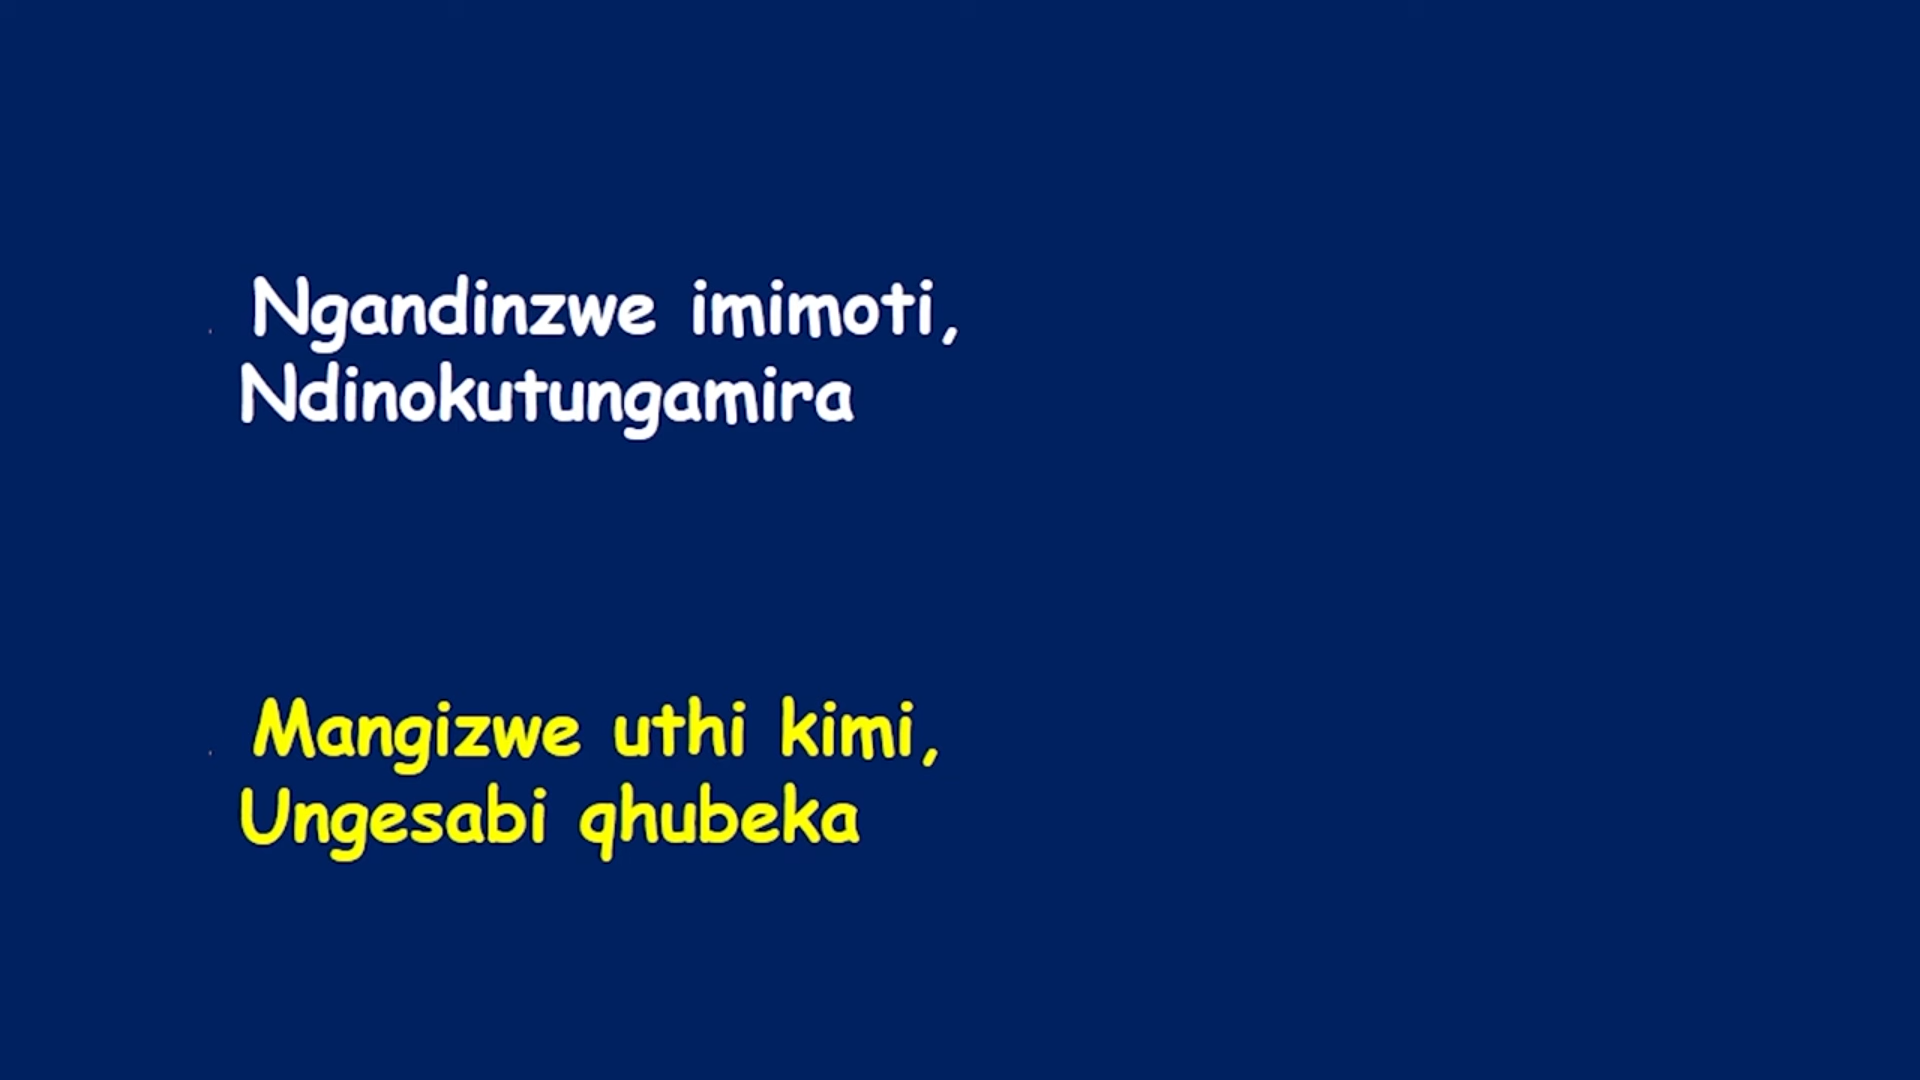 Ngandinzwe imimoti,
Ndinokutungamira
Mangizwe uthi kimi,
Ungesabi qhubeka